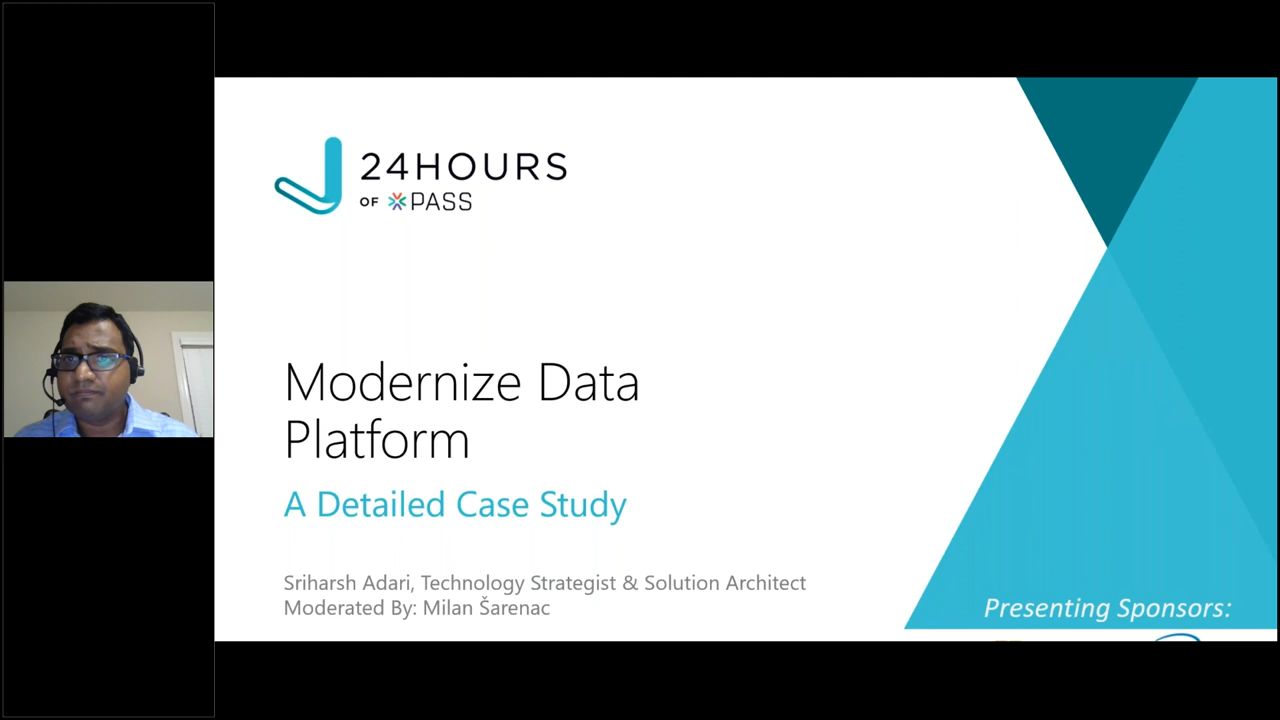 24HOURS
OF PASS
Modernize Data
Platform
A Detailed Case Study
Sriharsh Adari, Technology Strategist & Solution Architect
Moderated By: Milan Šarenac
Presenting Sponsors: